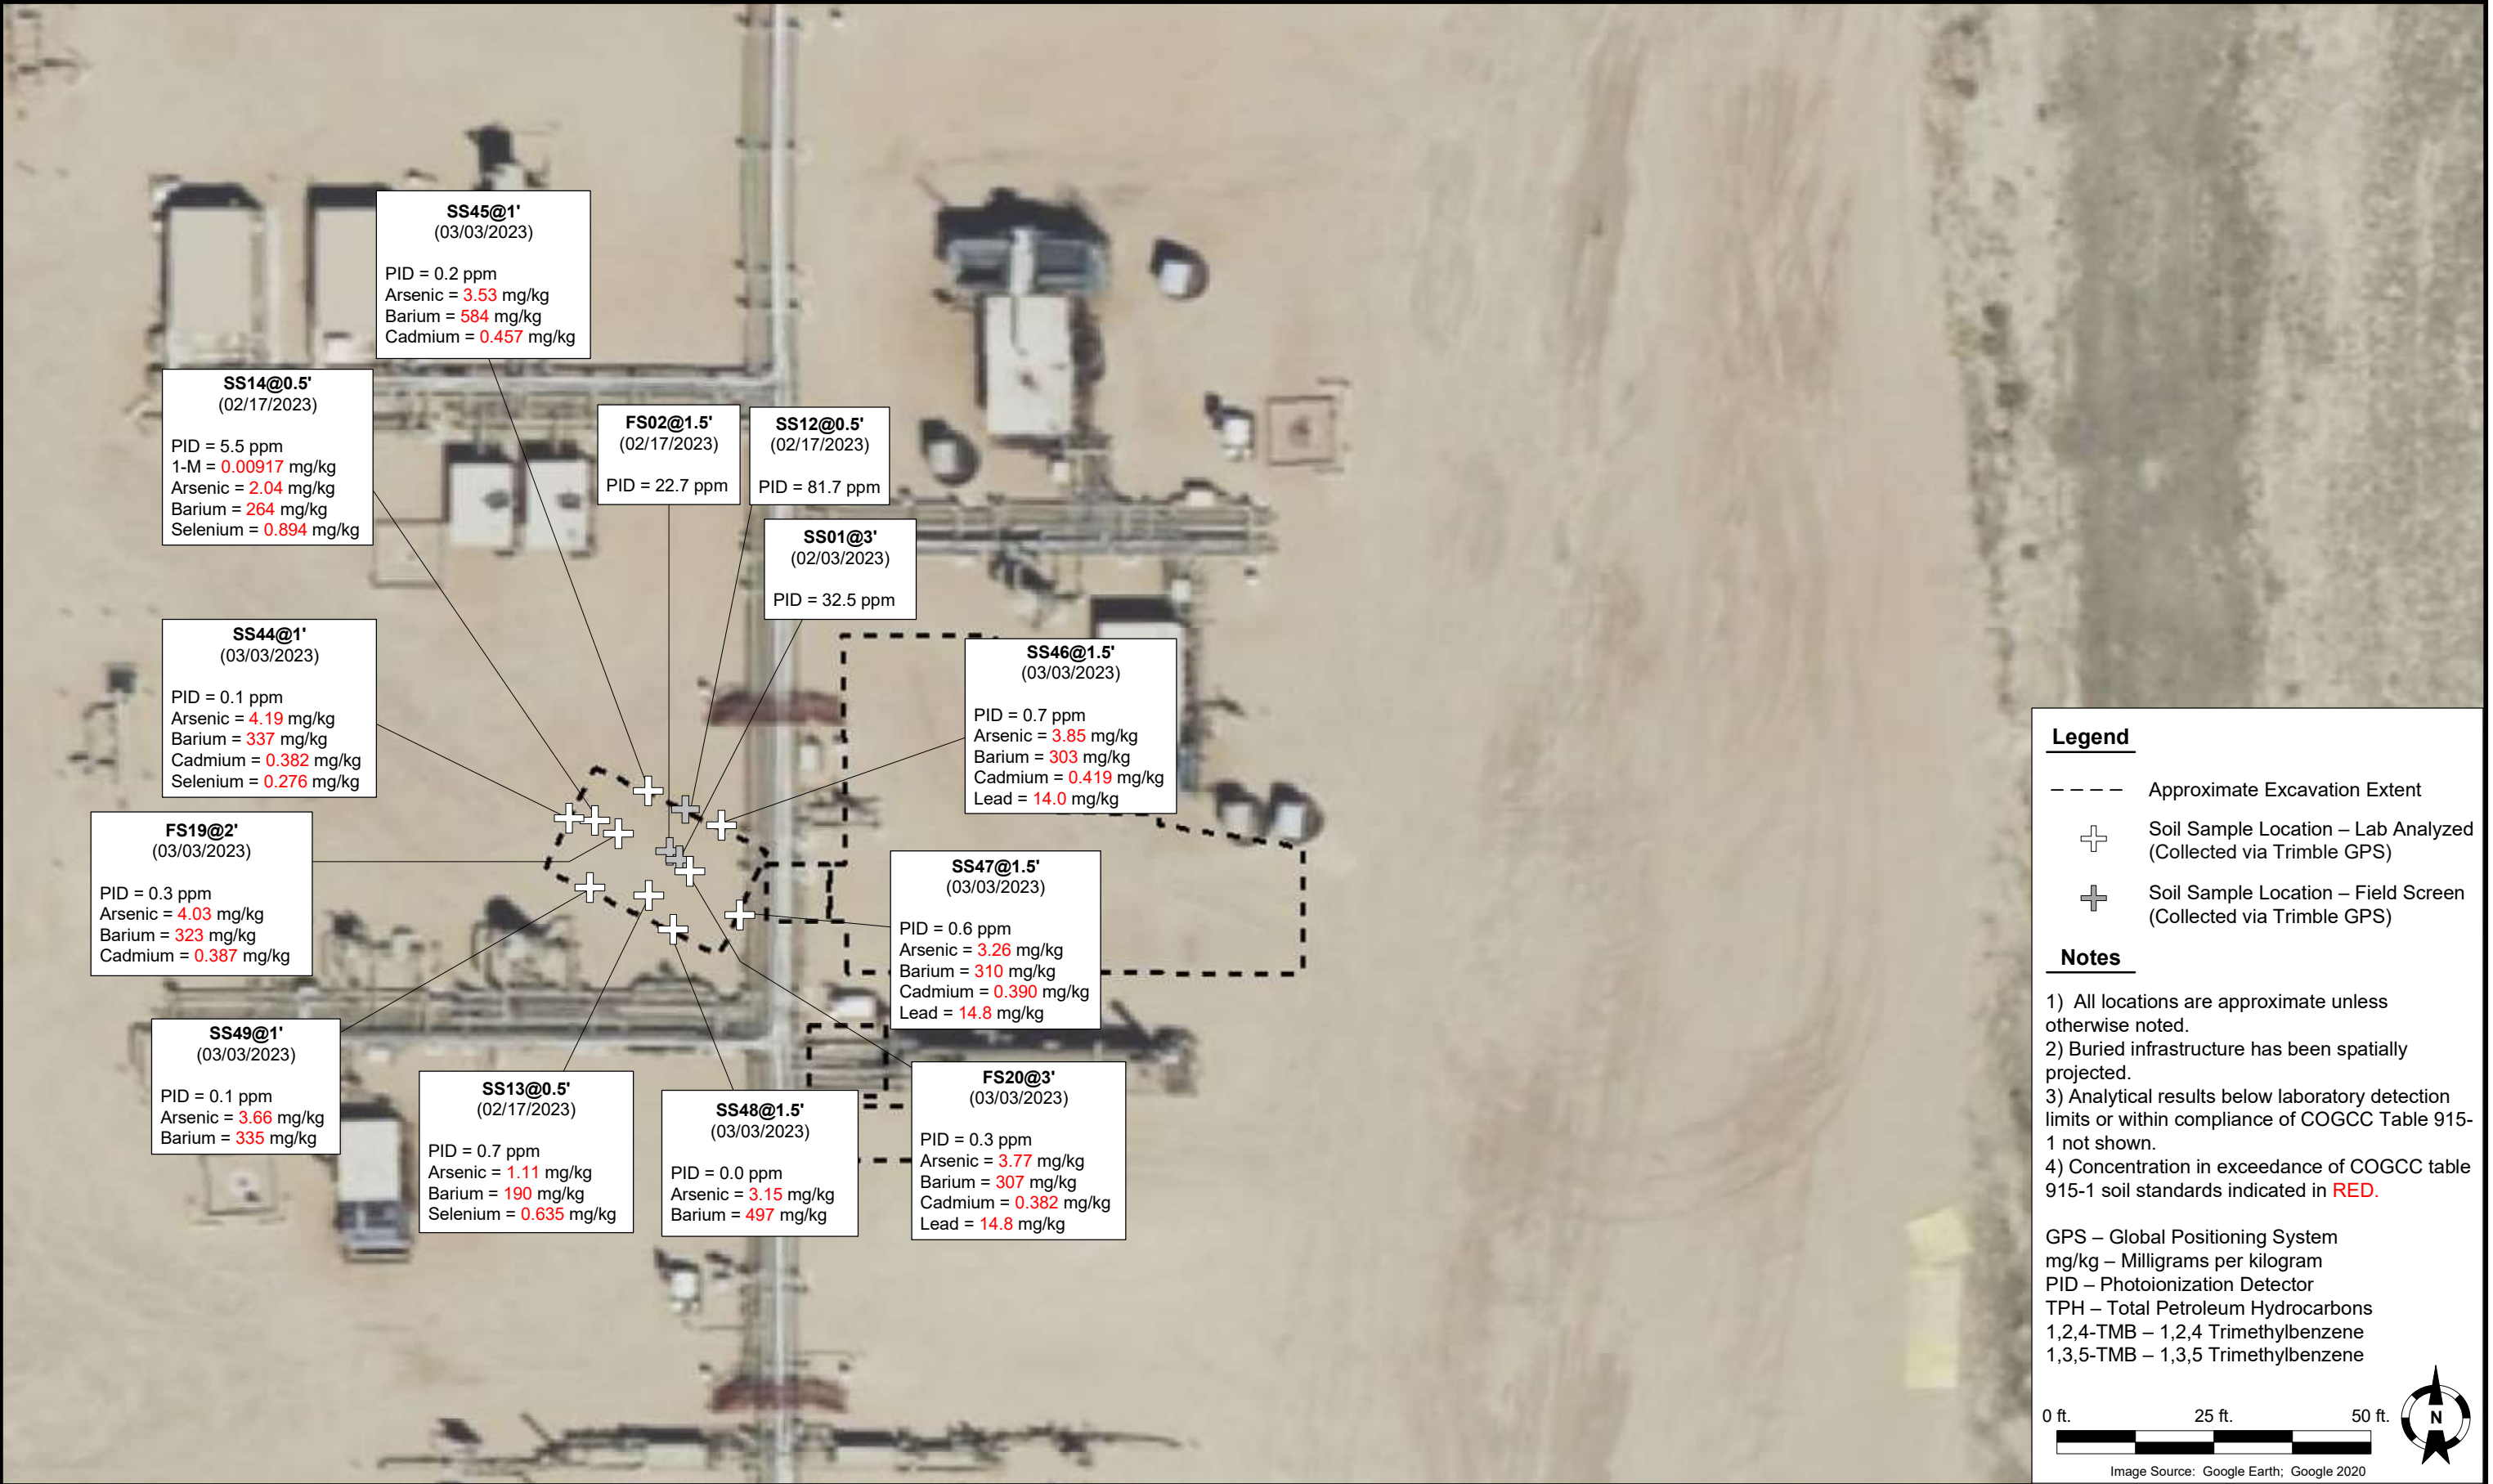 SS45@1'
(03/03/2023)
PID = 0.2 ppm
Arsenic = 3.53 mg/kg
Barium = 584 mg/kg
Cadmium = 0.457 mg/kg
SS14@0.5'
(02/17/2023)
PID = 5.5 ppm
1-M = 0.00917 mg/kg
Arsenic = 2.04 mg/kg
Barium = 264 mg/kg
Selenium = 0.894 mg/kg
FS02@1.5'
(02/17/2023)
PID = 22.7 ppm
SS12@0.5'
(02/17/2023)
PID = 81.7 ppm
SS01@3'
(02/03/2023)
PID = 32.5 ppm
SS44@1'
(03/03/2023)
PID = 0.1 ppm
Arsenic = 4.19 mg/kg
Barium = 337 mg/kg
Cadmium = 0.382 mg/kg
Selenium = 0.276 mg/kg
SS46@1.5'
(03/03/2023)
PID = 0.7 ppm
Arsenic = 3.85 mg/kg
Barium = 303 mg/kg
Cadmium = 0.419 mg/kg
Lead = 14.0 mg/kg
FS19@2'
(03/03/2023)
PID = 0.3 ppm
Arsenic = 4.03 mg/kg
Barium = 323 mg/kg
Cadmium = 0.387 mg/kg
SS47@1.5'
(03/03/2023)
PID = 0.6 ppm
Arsenic = 3.26 mg/kg
Barium = 310 mg/kg
Cadmium = 0.390 mg/kg
Lead = 14.8 mg/kg
SS49@1'
(03/03/2023)
PID = 0.1 ppm
Arsenic = 3.66 mg/kg
Barium = 335 mg/kg
SS13@0.5'
(02/17/2023)
PID = 0.7 ppm
Arsenic = 1.11 mg/kg
Barium = 190 mg/kg
Selenium = 0.635 mg/kg
SS48@1.5'
(03/03/2023)
PID = 0.0 ppm
Arsenic = 3.15 mg/kg
Barium = 497 mg/kg
FS20@3'
(03/03/2023)
PID = 0.3 ppm
Arsenic = 3.77 mg/kg
Barium = 307 mg/kg
Cadmium = 0.382 mg/kg
Lead = 14.8 mg/kg
Legend
Approximate Excavation Extent
Soil Sample Location – Lab Analyzed
(Collected via Trimble GPS)
Soil Sample Location – Field Screen
(Collected via Trimble GPS)
Notes
1) All locations are approximate unless
otherwise noted.
2) Buried infrastructure has been spatially
projected.
3) Analytical results below laboratory detection
limits or within compliance of COGCC Table 915-
1 not shown.
4) Concentration in exceedance of COGCC table
915-1 soil standards indicated in RED.
GPS – Global Positioning System
mg/kg – Milligrams per kilogram
PID – Photoionization Detector
TPH – Total Petroleum Hydrocarbons
1,2,4-TMB – 1,2,4 Trimethylbenzene
1,3,5-TMB – 1,3,5 Trimethylbenzene
0 ft. 25 ft. 50 ft.
N
Image Source: Google Earth; Google 2020